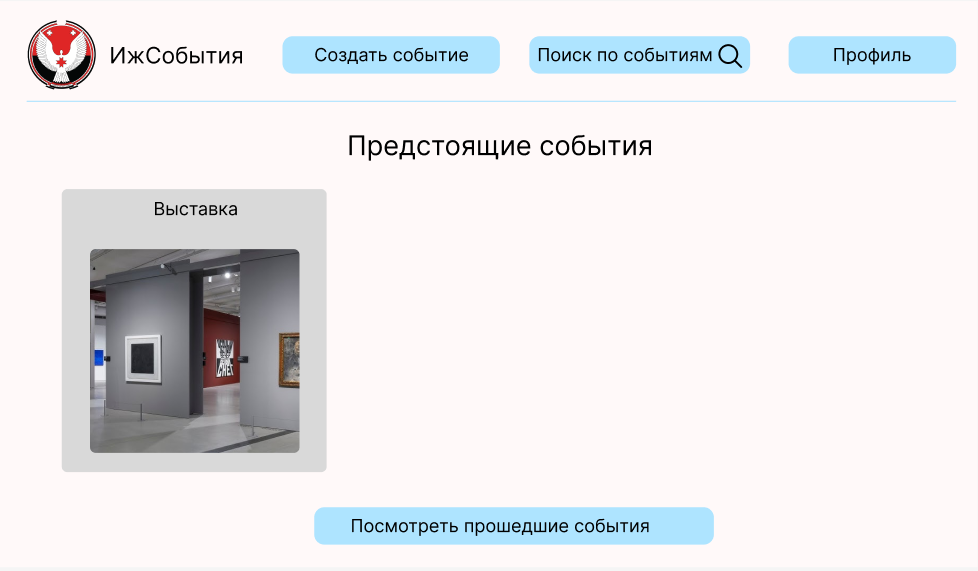 ИжСобытия
Создать событие
Поиск по событиям
Профиль
Предстоящие события
Выставка
Посмотреть прошедшие события